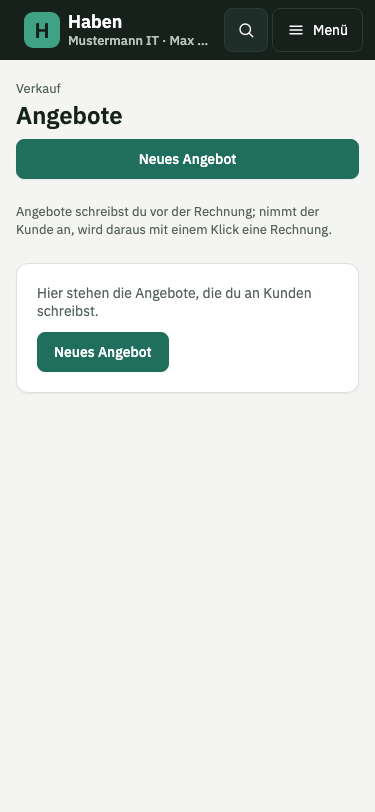 H
Haben
Mustermann IT · Max ...
Menü
Verkauf
Angebote
Neues Angebot
Angebote schreibst du vor der Rechnung; nimmt der
Kunde an, wird daraus mit einem Klick eine Rechnung.
Hier stehen die Angebote, die du an Kunden
schreibst.
Neues Angebot